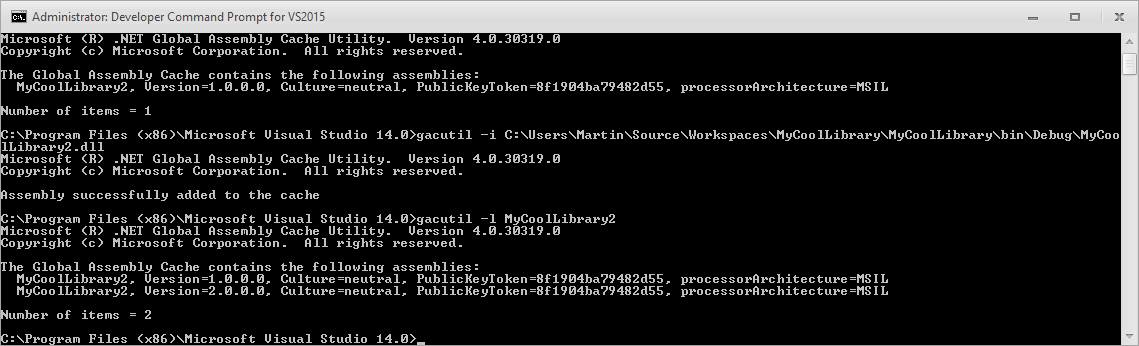 Administrator: Developer Command Prompt for VS2015
Microsoft (R) .NET Global Assembly Cache Utility.  Version 4.0.30319.0
Copyright (c) Microsoft Corporation.  All rights reserved.
The Global Assembly Cache contains the following assemblies:
  MyCoolLibrary2, Version=1.0.0.0, Culture=neutral, PublicKeyToken=8f1904ba79482d55, processorArchitecture=MSIL
Number of items = 1
C:\Program Files (x86)\Microsoft Visual Studio 14.0>gacutil -i C:\Users\Martin\Source\Workspaces\MyCoolLibrary\MyCoolLibrary\bin\Debug\MyCoo
lLibrary2.dll
Microsoft (R) .NET Global Assembly Cache Utility.  Version 4.0.30319.0
Copyright (c) Microsoft Corporation.  All rights reserved.
Assembly successfully added to the cache
C:\Program Files (x86)\Microsoft Visual Studio 14.0>gacutil -l MyCoolLibrary2
Microsoft (R) .NET Global Assembly Cache Utility.  Version 4.0.30319.0
Copyright (c) Microsoft Corporation.  All rights reserved.
The Global Assembly Cache contains the following assemblies:
  MyCoolLibrary2, Version=1.0.0.0, Culture=neutral, PublicKeyToken=8f1904ba79482d55, processorArchitecture=MSIL
  MyCoolLibrary2, Version=2.0.0.0, Culture=neutral, PublicKeyToken=8f1904ba79482d55, processorArchitecture=MSIL
Number of items = 2
C:\Program Files (x86)\Microsoft Visual Studio 14.0>_